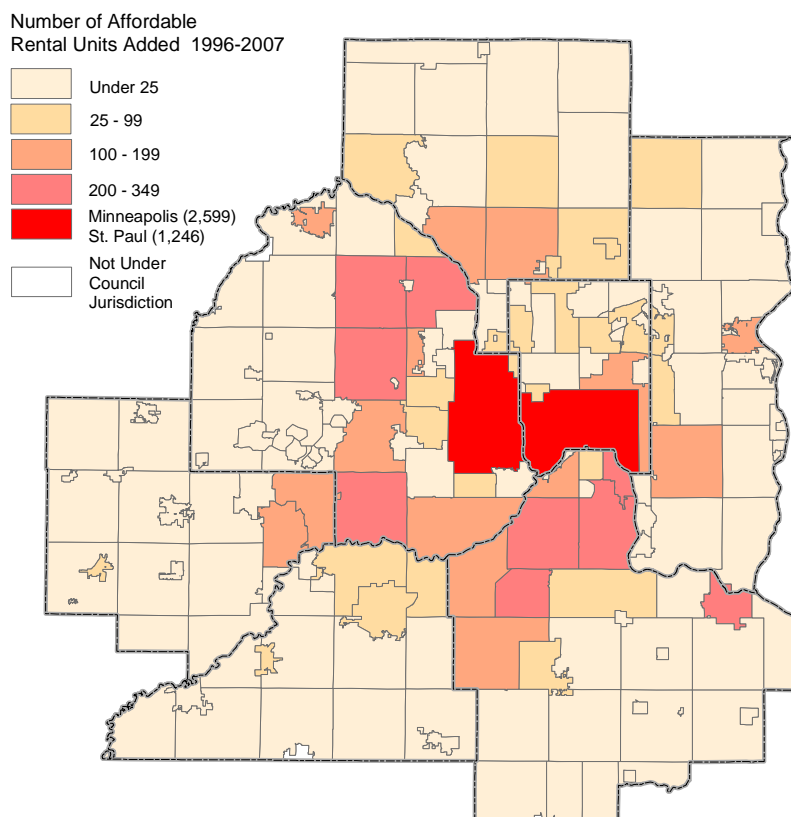 Number of Affordable
Rental Units Added 1996-2007
Under 25
25 - 99
100 - 199
200 - 349
Minneapolis (2,599)
St. Paul (1,246)
Not Under
Council
Jurisdiction